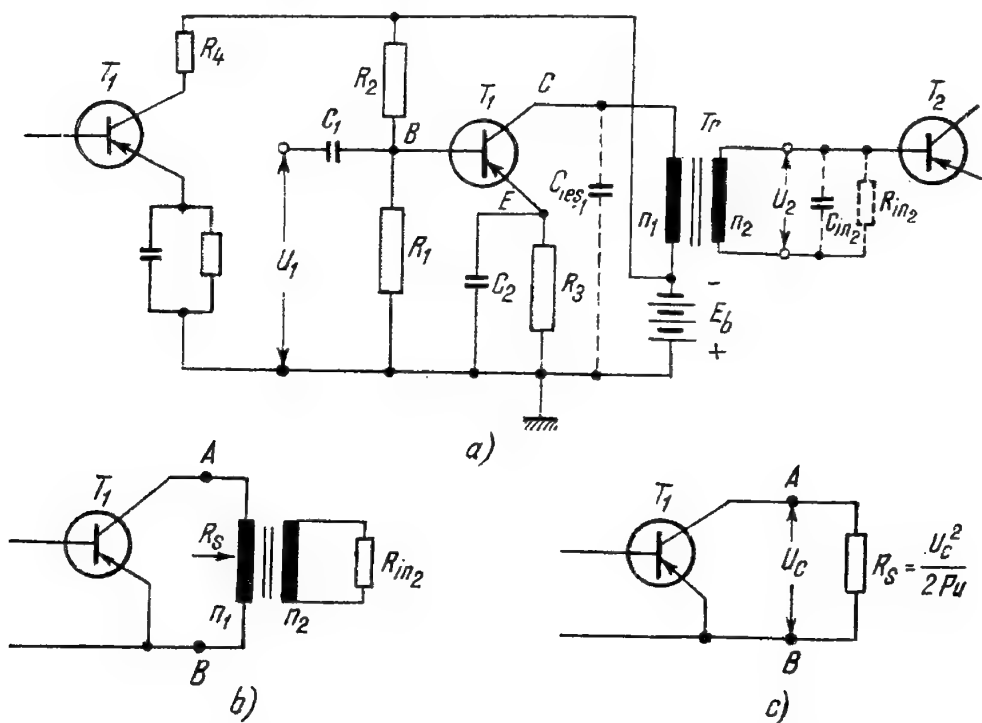 R4
T1
R2
C1
B
T1
C
E
U1
R1
C2
R3
Cies1
Tr
n1
n2
U2
Cin2
Rin2
T2
-
Eb
+
a)
T1
A
Rs
n1
n2
Rin2
B
b)
T1
A
Uc
B
Rs = Uc²/2Pu
c)